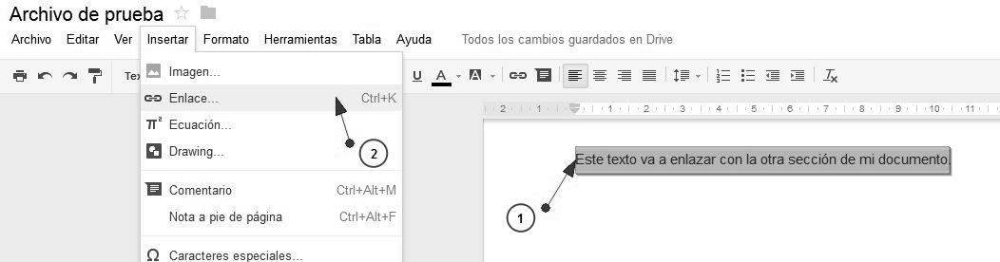 Archivo de prueba
Archivo Editar Ver Insertar Formato Herramientas Tabla Ayuda Todos los cambios guardados en Drive
Imagen...
Enlace... Ctrl+K
Ecuación...
Drawing...
Comentario Ctrl+Alt+M
Nota a pie de página Ctrl+Alt+F
Caracteres especiales...
Tex
U A A
2 1 1 2 3 4 5 6 7 8 9 10 11
Este texto va a enlazar con la otra sección de mi documento.
2
1